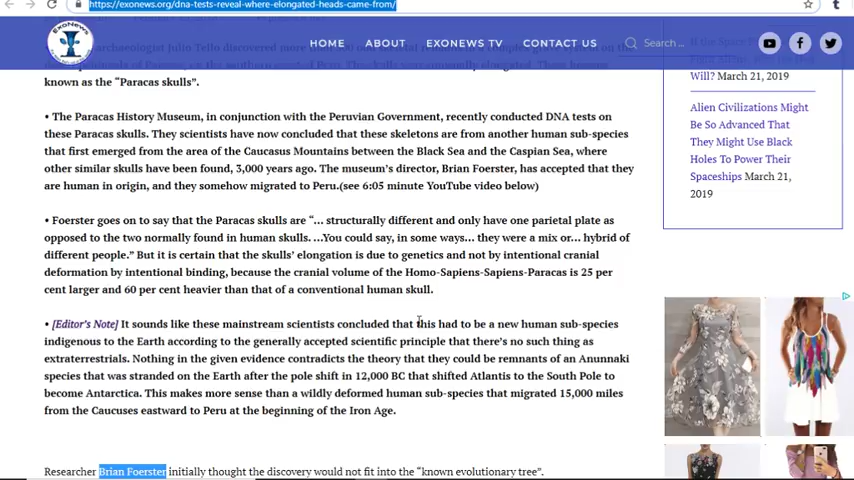 https://exonews.org/dna-tests-reveal-where-elongated-heads-came-from/
ExoNews
HOME
ABOUT
EXONEWS TV
CONTACT US
Search ...
archaeologist Julio Tello discovered more
known as the “Paracas skulls”.
• The Paracas History Museum, in conjunction with the Peruvian Government, recently conducted DNA tests on
these Paracas skulls. They scientists have now concluded that these skeletons are from another human sub-species
that first emerged from the area of the Caucasus Mountains between the Black Sea and the Caspian Sea, where
other similar skulls have been found, 3,000 years ago. The museum’s director, Brian Foerster, has accepted that they
are human in origin, and they somehow migrated to Peru.(see 6:05 minute YouTube video below)
• Foerster goes on to say that the Paracas skulls are “… structurally different and only have one parietal plate as
opposed to the two normally found in human skulls. …You could say, in some ways… they were a mix or… hybrid of
different people.” But it is certain that the skulls’ elongation is due to genetics and not by intentional cranial
deformation by intentional binding, because the cranial volume of the Homo-Sapiens-Sapiens-Paracas is 25 per
cent larger and 60 per cent heavier than that of a conventional human skull.
• [Editor’s Note] It sounds like these mainstream scientists concluded that this had to be a new human sub-species
indigenous to the Earth according to the generally accepted scientific principle that there’s no such thing as
extraterrestrials. Nothing in the given evidence contradicts the theory that they could be remnants of an Anunnaki
species that was stranded on the Earth after the pole shift in 12,000 BC that shifted Atlantis to the South Pole to
become Antarctica. This makes more sense than a wildly deformed human sub-species that migrated 15,000 miles
from the Caucuses eastward to Peru at the beginning of the Iron Age.
Researcher Brian Foerster initially thought the discovery would not fit into the “known evolutionary tree”.
Will? March 21, 2019
Alien Civilizations Might
Be So Advanced That
They Might Use Black
Holes To Power Their
Spaceships March 21,
2019